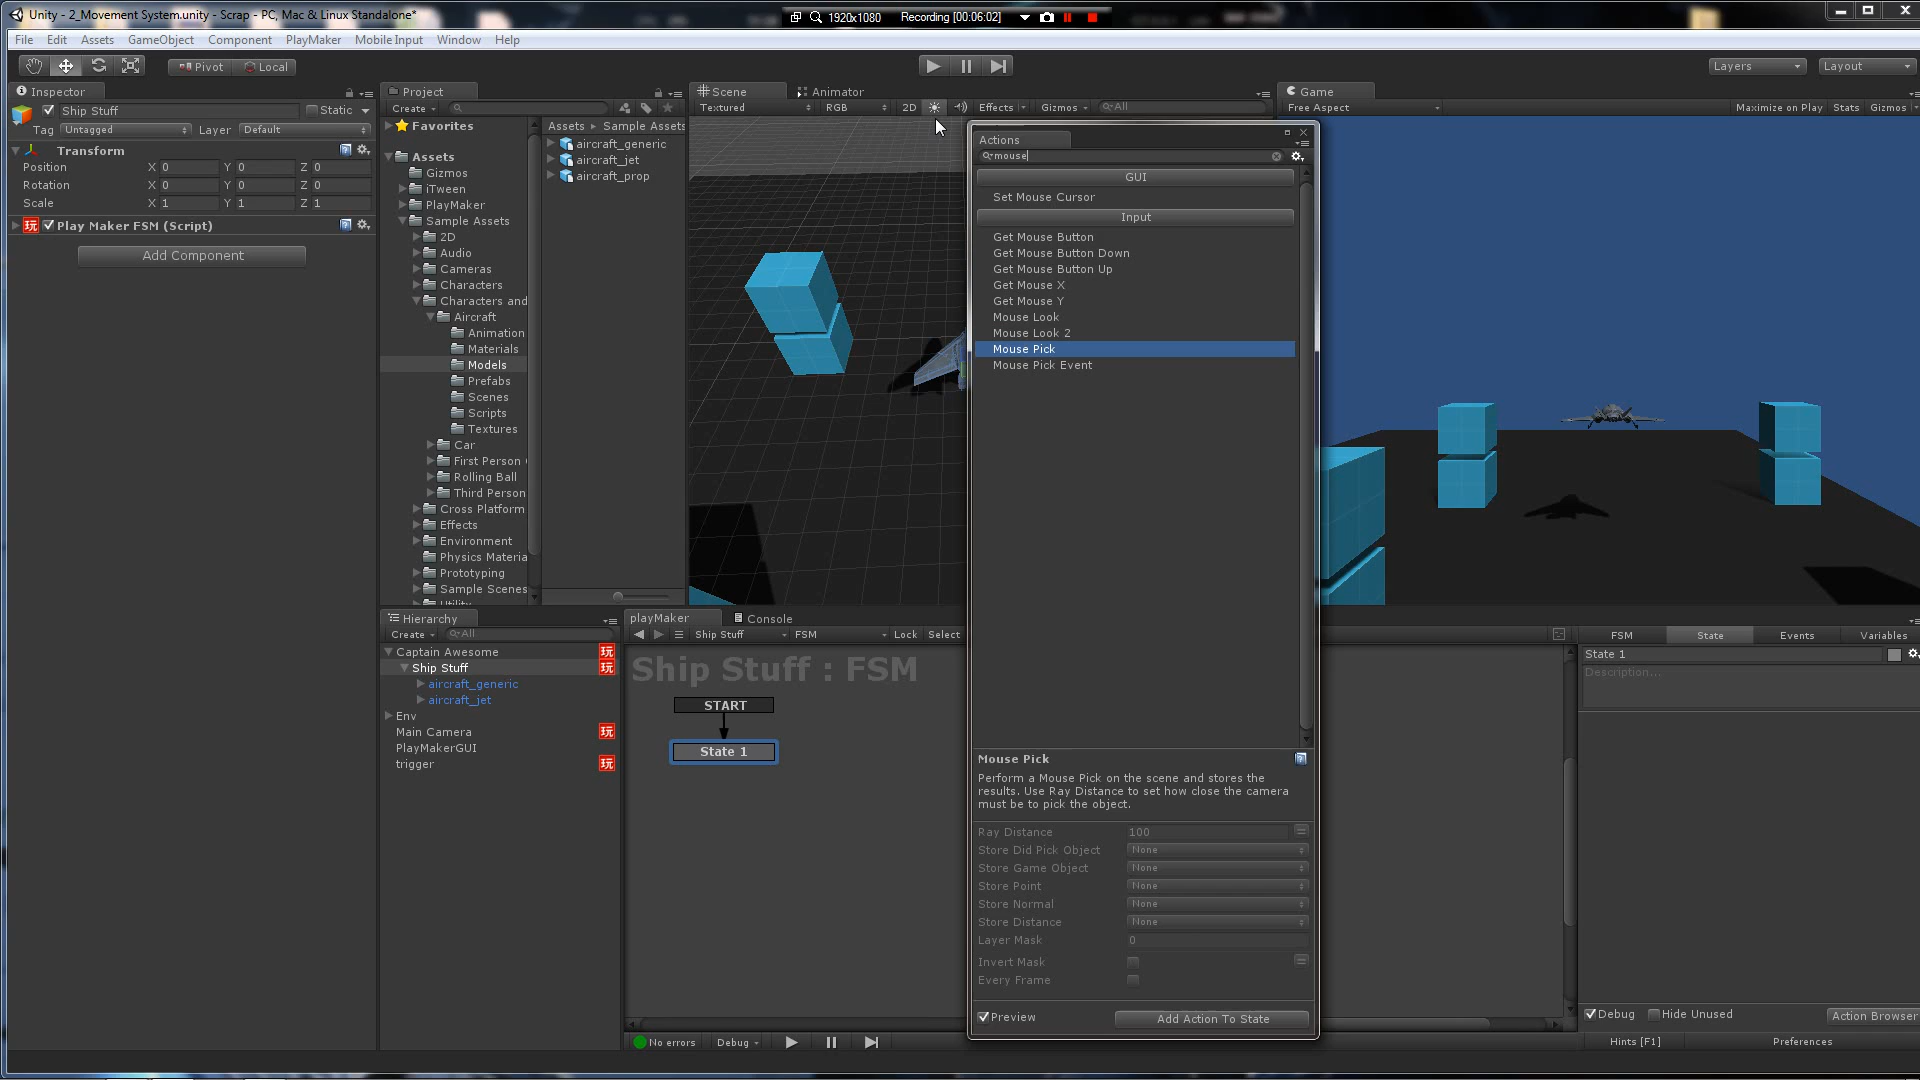 Unity - 2_Movement System.unity - Scrap - PC, Mac & Linux Standalone*
1920x1080 Recording [00:06:02]
File Edit Assets GameObject Component PlayMaker Mobile Input Window Help
Pivot Local Layers Layout
Inspector
Ship Stuff Static
Tag Untagged Layer Default
Transform
Position X 0 Y 0 Z 0
Rotation X 0 Y 0 Z 0
Scale X 1 Y 1 Z 1
玩 Play Maker FSM (Script)
Add Component
Project
Create
Favorites
Assets
Gizmos
iTween
PlayMaker
Sample Assets
2D
Audio
Cameras
Characters
Characters and
Aircraft
Animation
Materials
Models
Prefabs
Scenes
Scripts
Textures
Car
First Person
Rolling Ball
Third Person
Cross Platform
Effects
Environment
Physics Materia
Prototyping
Sample Scenes
Utility
Assets ▸ Sample Assets
aircraft_generic
aircraft_jet
aircraft_prop
Scene Animator
Textured RGB 2D Effects Gizmos All
Game
Free Aspect Maximize on Play Stats Gizmos
Actions
mouse
GUI
Set Mouse Cursor
Input
Get Mouse Button
Get Mouse Button Down
Get Mouse Button Up
Get Mouse X
Get Mouse Y
Mouse Look
Mouse Look 2
Mouse Pick
Mouse Pick Event
Mouse Pick
Perform a Mouse Pick on the scene and stores the
results. Use Ray Distance to set how close the camera
must be to pick the object.
Ray Distance 100
Store Did Pick Object None
Store Game Object None
Store Point None
Store Normal None
Store Distance None
Layer Mask 0
Invert Mask
Every Frame
Preview Add Action To State
Hierarchy
Create All
Captain Awesome 玩
Ship Stuff 玩
aircraft_generic
aircraft_jet
Env
Main Camera 玩
PlayMakerGUI
trigger 玩
playMaker Console
Ship Stuff FSM Lock Select
Ship Stuff : FSM
START
State 1
No errors Debug
FSM State Events Variables
State 1
Description...
Debug Hide Unused Action Browser
Hints [F1] Preferences